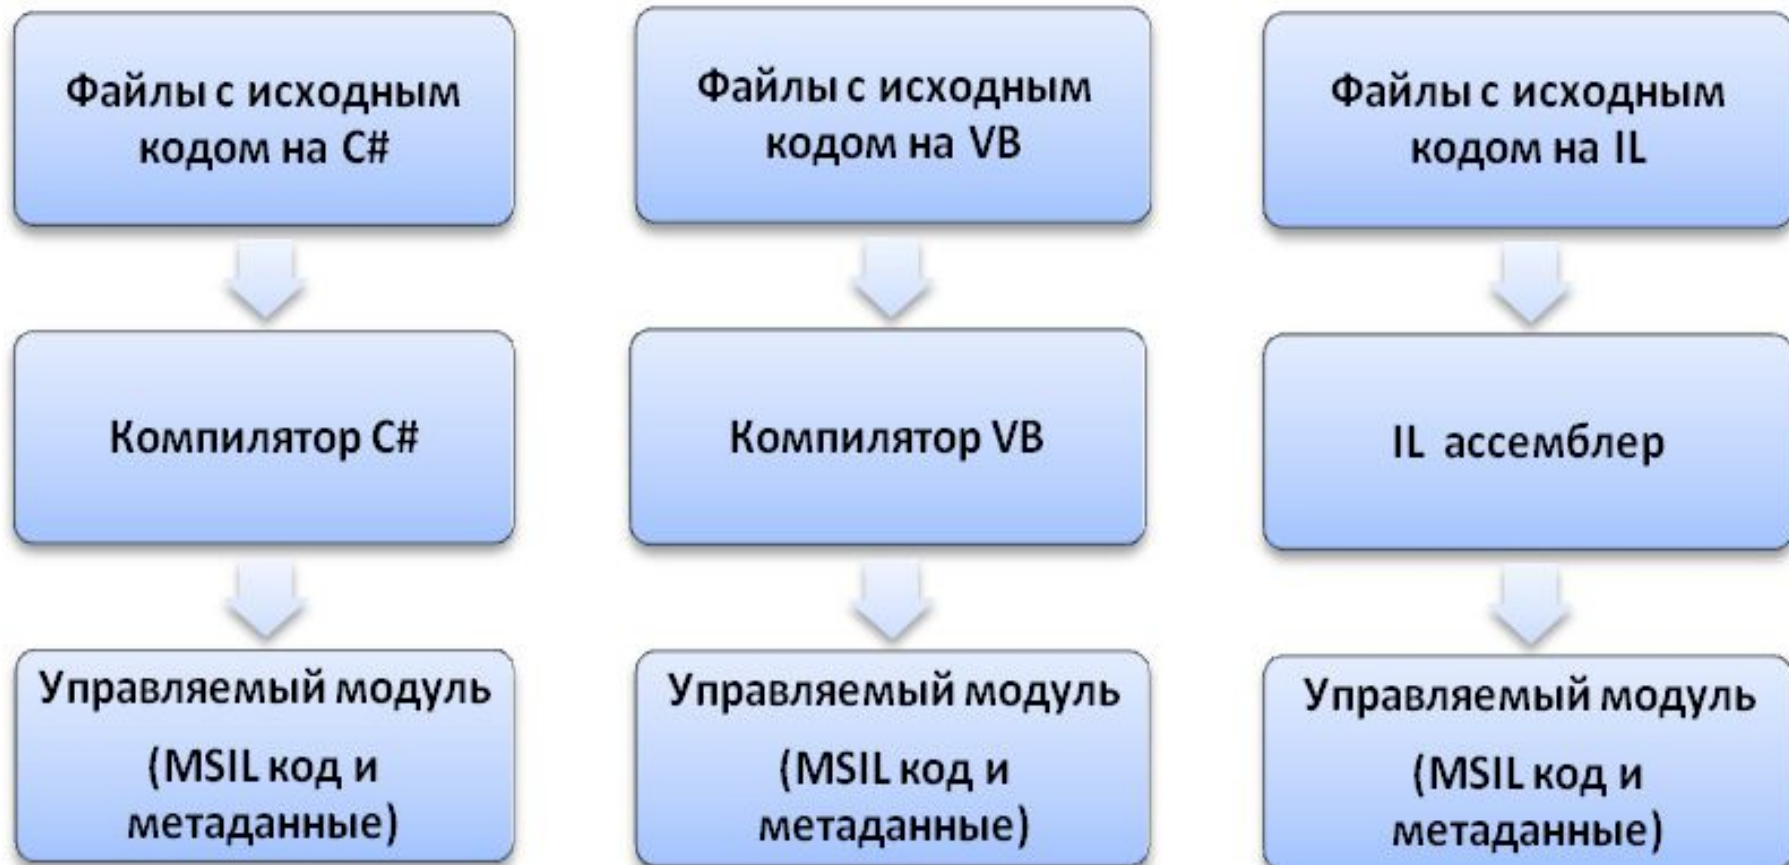 Файлы с исходным
кодом на C#
Файлы с исходным
кодом на VB
Файлы с исходным
кодом на IL
Компилятор C#
Компилятор VB
IL ассемблер
Управляемый модуль
(MSIL код и
метаданные)
Управляемый модуль
(MSIL код и
метаданные)
Управляемый модуль
(MSIL код и
метаданные)